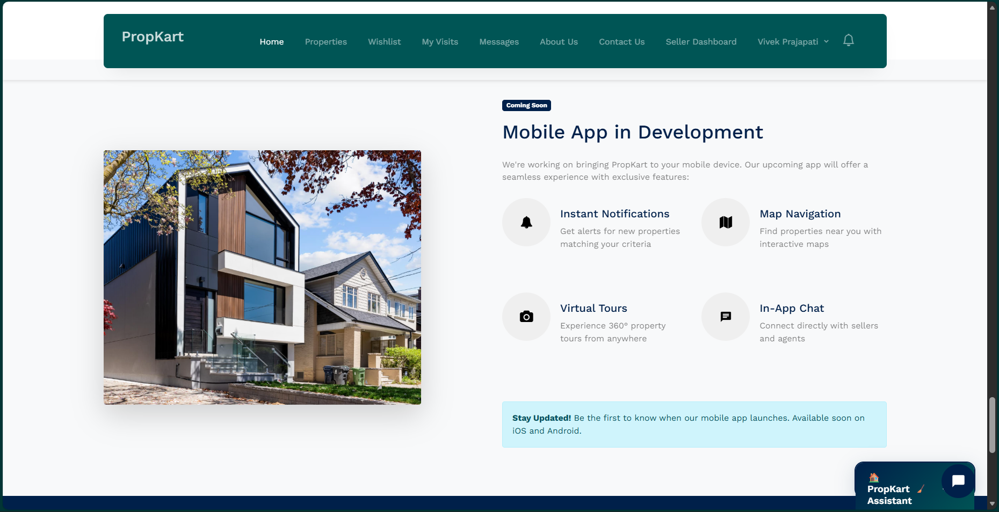 PropKart
Home
Properties
Wishlist
My Visits
Messages
About Us
Contact Us
Seller Dashboard
Vivek Prajapati
Coming Soon
Mobile App in Development
We're working on bringing PropKart to your mobile device. Our upcoming app will offer a
seamless experience with exclusive features:
Instant Notifications
Get alerts for new properties
matching your criteria
Map Navigation
Find properties near you with
interactive maps
Virtual Tours
Experience 360° property
tours from anywhere
In-App Chat
Connect directly with sellers
and agents
Stay Updated! Be the first to know when our mobile app launches. Available soon on
iOS and Android.
PropKart
Assistant